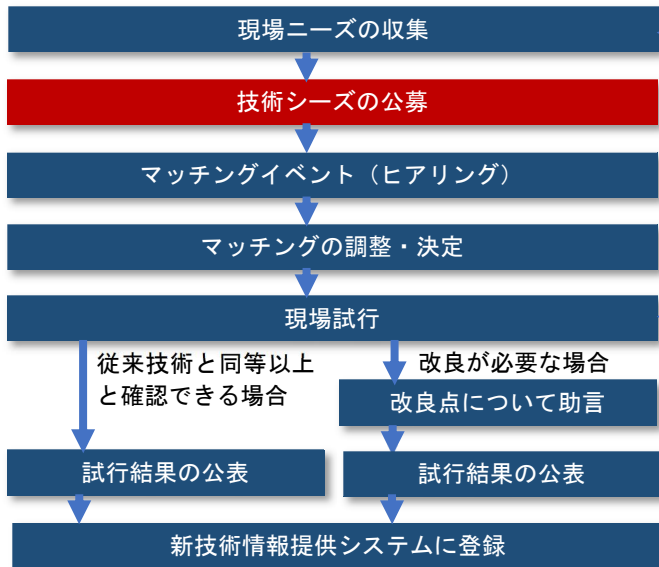 現場ニーズの収集
技術シーズの公募
マッチングイベント（ヒアリング）
マッチングの調整・決定
現場試行
従来技術と同等以上
と確認できる場合
改良が必要な場合
改良点について助言
試行結果の公表
試行結果の公表
新技術情報提供システムに登録